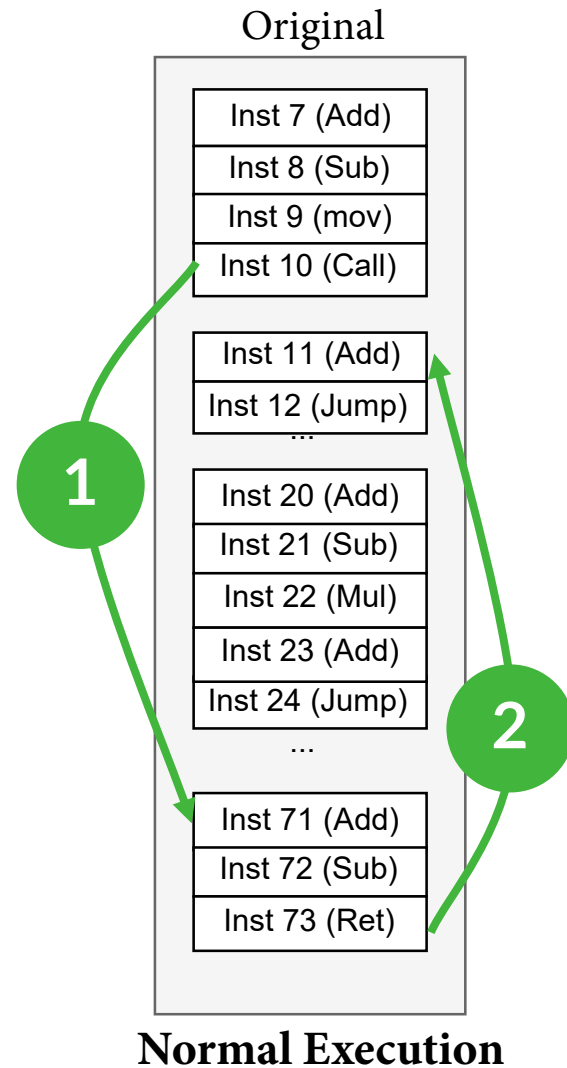 Original
Inst 7 (Add)
Inst 8 (Sub)
Inst 9 (mov)
Inst 10 (Call)
Inst 11 (Add)
Inst 12 (Jump)
...
1
Inst 20 (Add)
Inst 21 (Sub)
Inst 22 (Mul)
Inst 23 (Add)
Inst 24 (Jump)
2
...
Inst 71 (Add)
Inst 72 (Sub)
Inst 73 (Ret)
Normal Execution